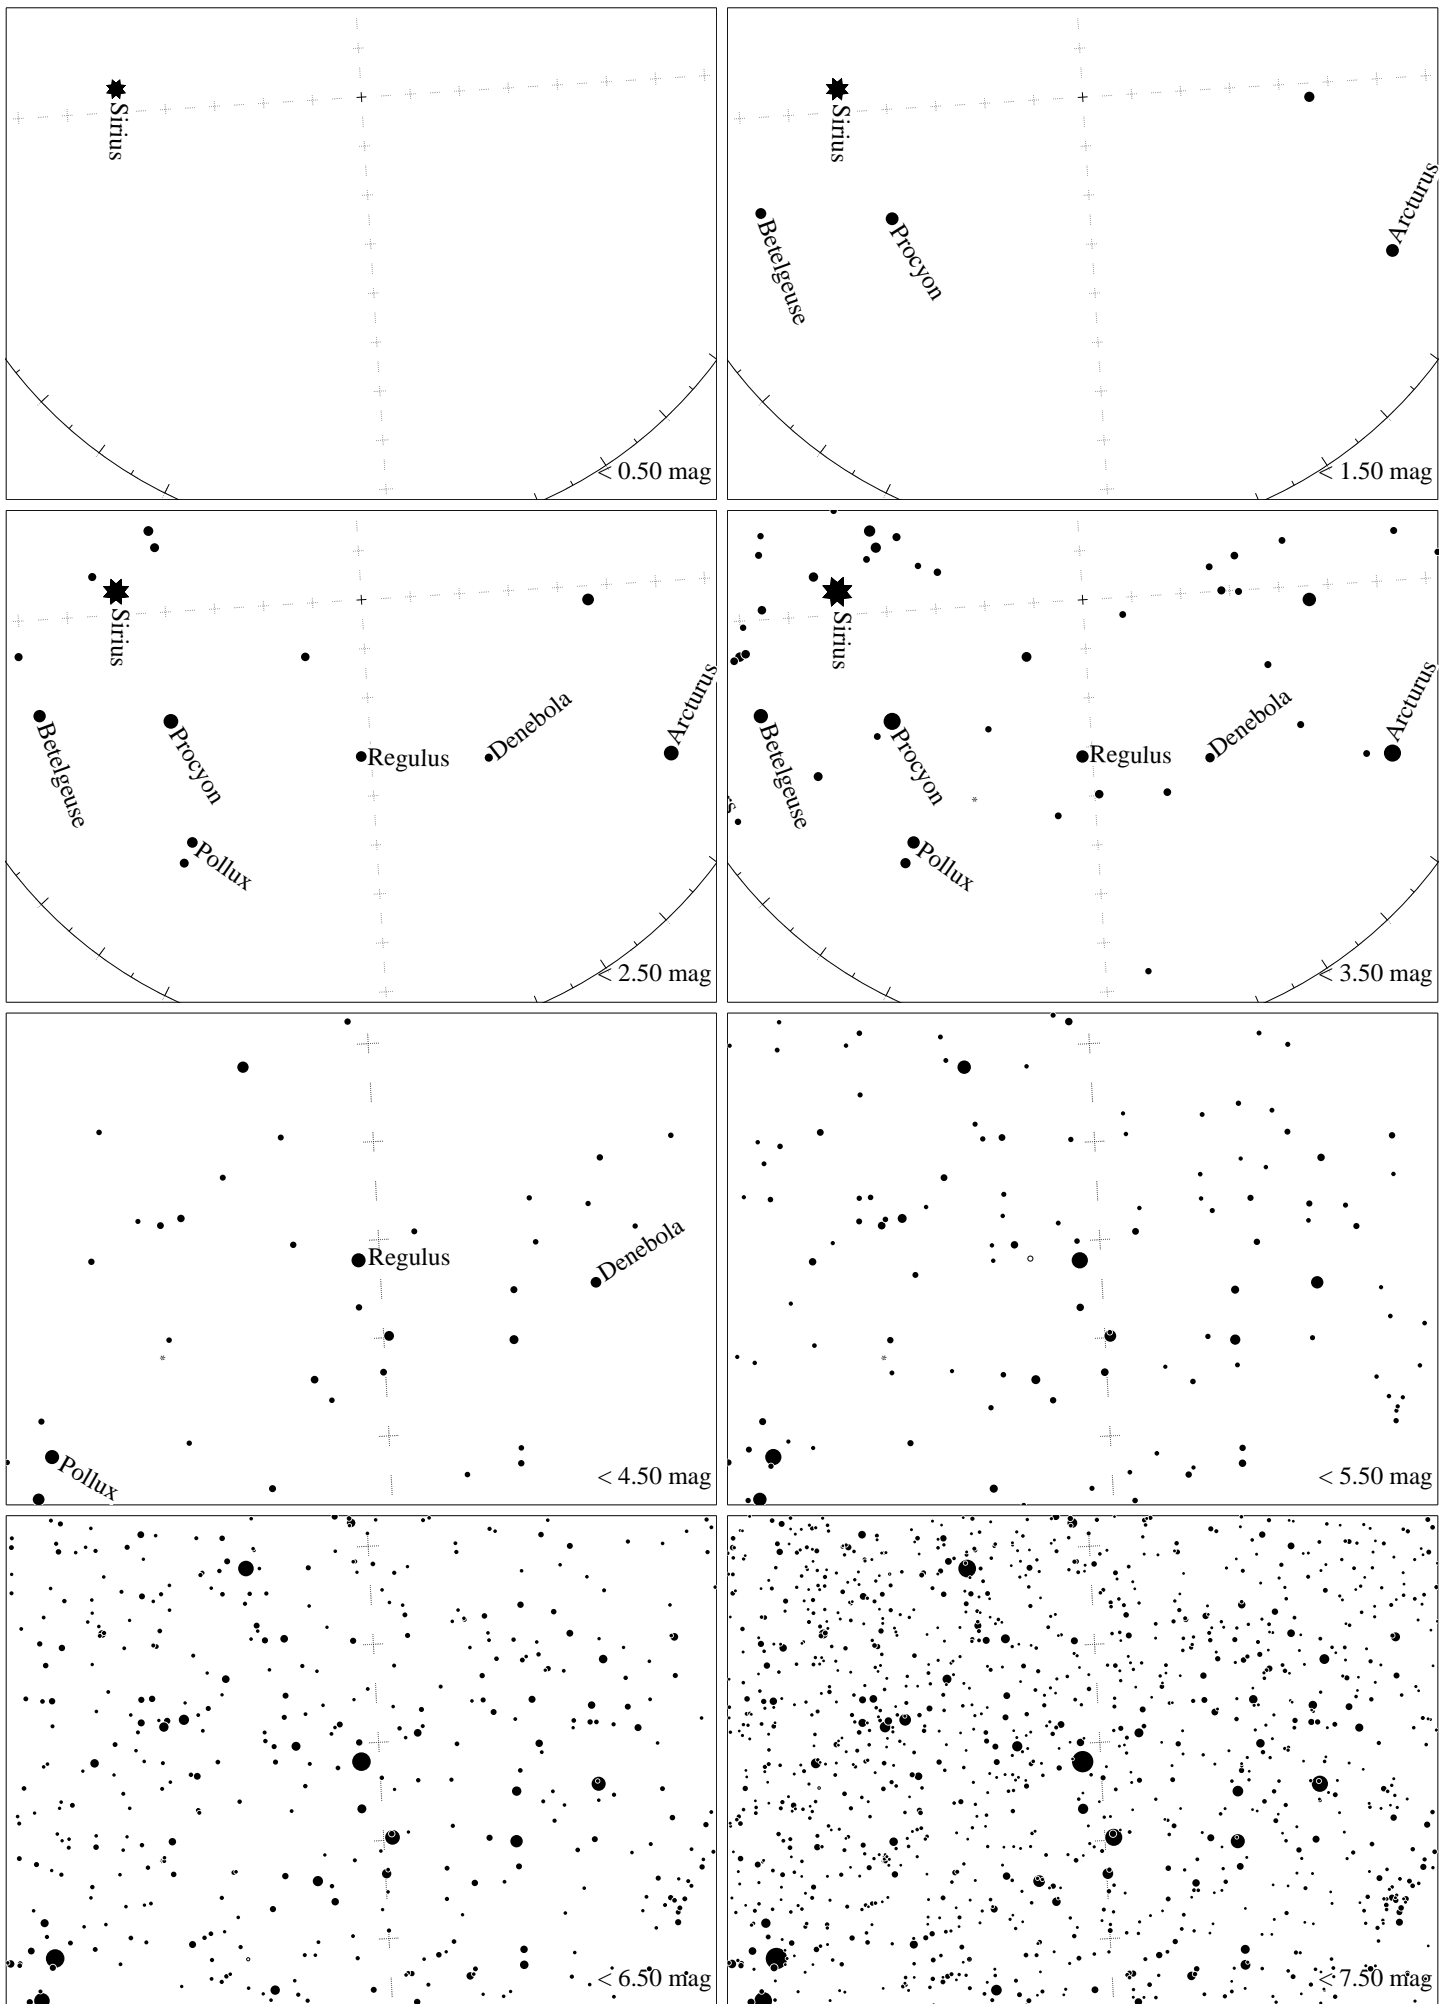 Sirius
< 0.50 mag
Sirius
Betelgeuse
Procyon
Arcturus
< 1.50 mag
Sirius
Betelgeuse
Procyon
Regulus
Denebola
Arcturus
Pollux
< 2.50 mag
Sirius
Betelgeuse
Procyon
Regulus
Denebola
Arcturus
Pollux
< 3.50 mag
Regulus
Denebola
Pollux
< 4.50 mag
< 5.50 mag
< 6.50 mag
< 7.50 mag